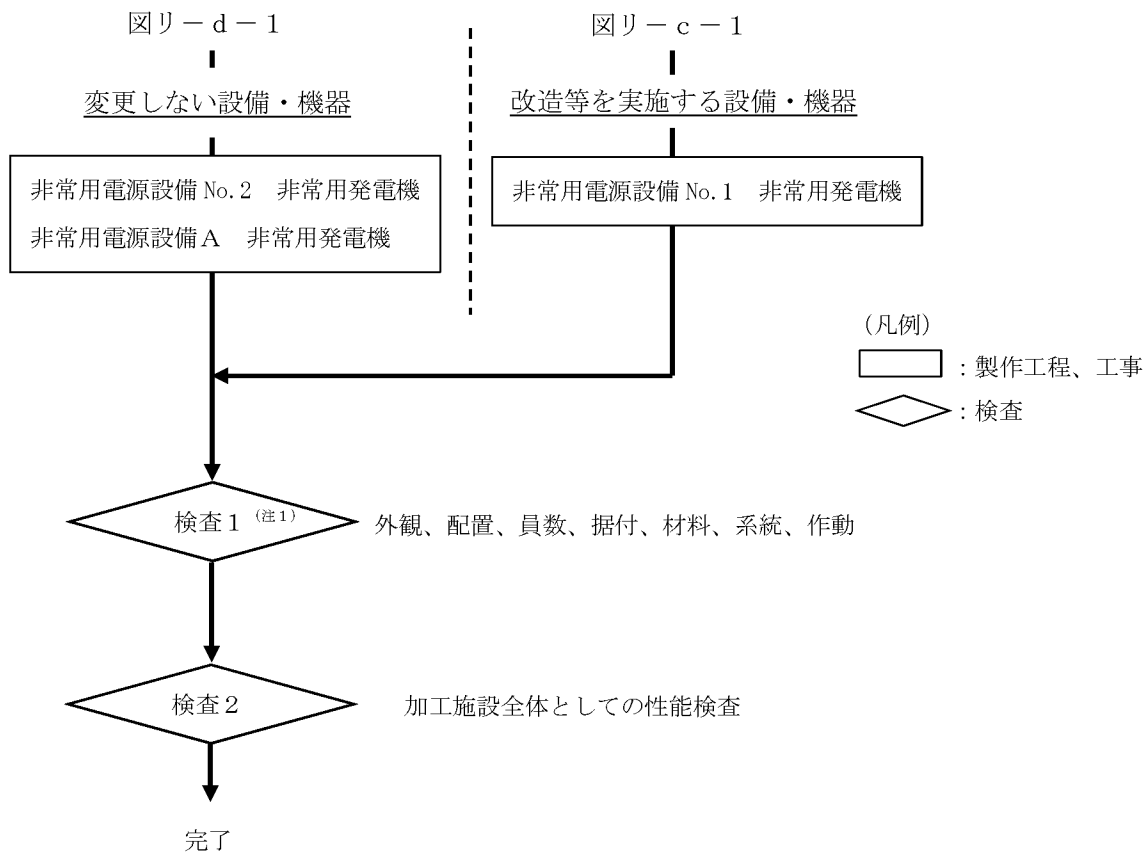 図リ－ｄ－１
図リ－ｃ－１
変更しない設備・機器
改造等を実施する設備・機器
非常用電源設備 No.2　非常用発電機
非常用電源設備Ａ　非常用発電機
非常用電源設備 No.1　非常用発電機
(凡例)
：製作工程、工事
：検査
検査１（注１）
外観、配置、員数、据付、材料、系統、作動
検査２
加工施設全体としての性能検査
完了